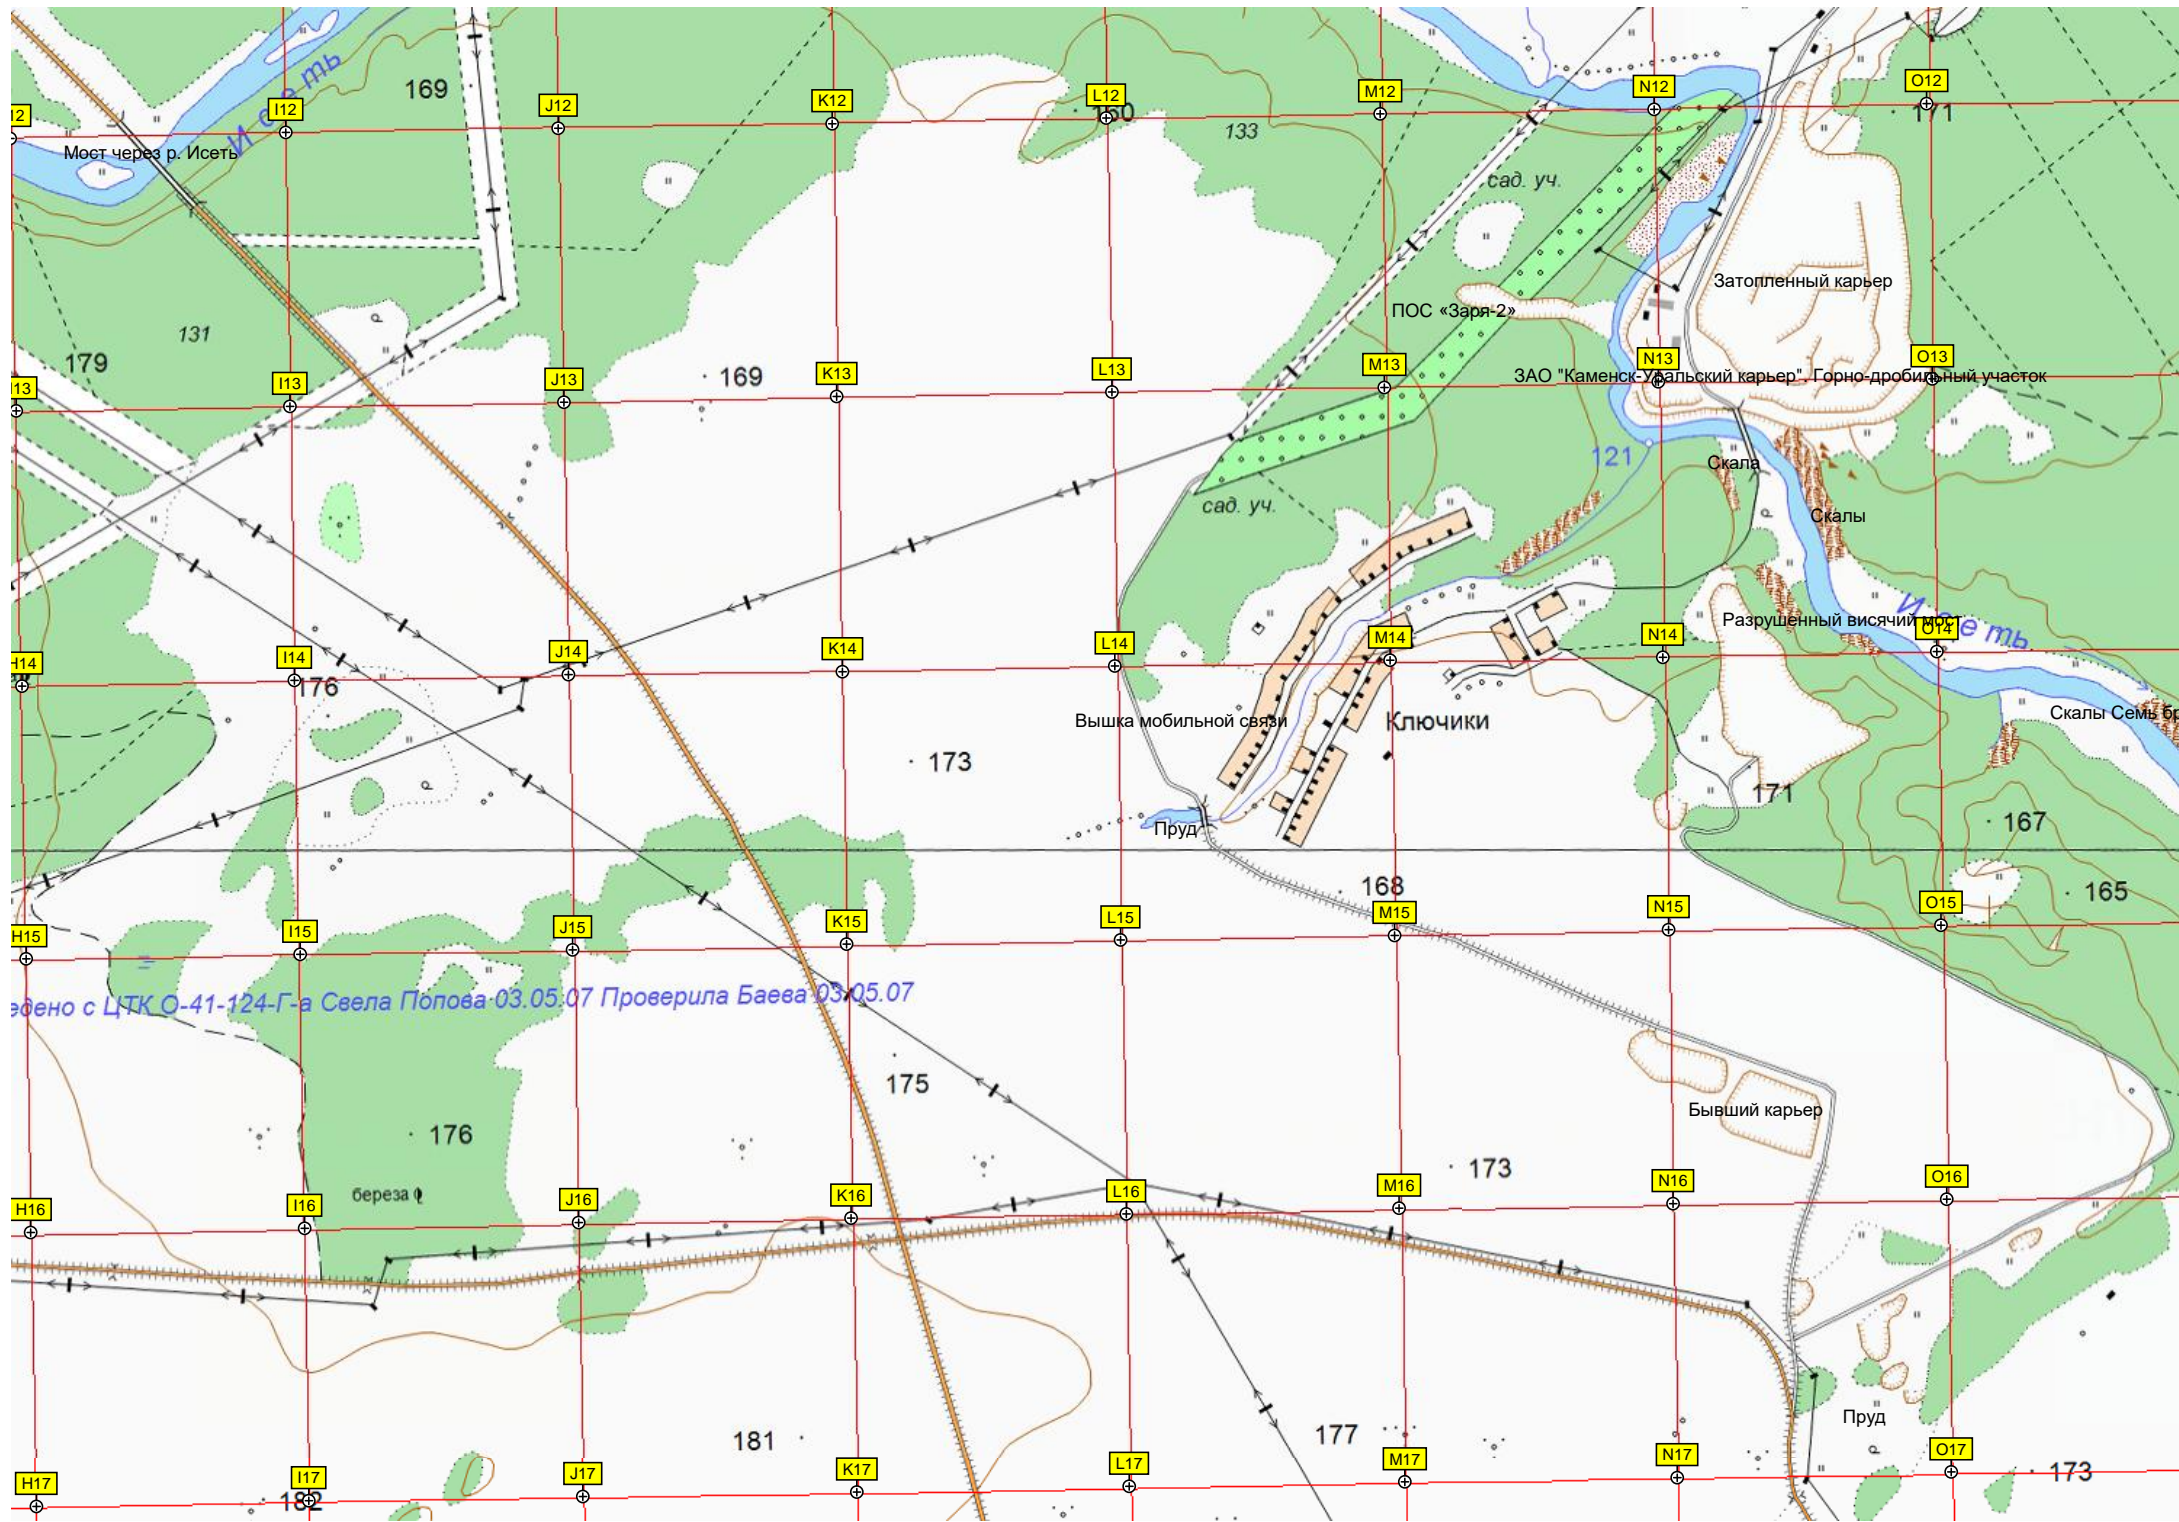 169
133
сад. уч.
Исеть
Мост через р. Исеть
I12
J12
K12
L12
160
M12
N12
O12
171
131
179
169
ПОС «Заря-2»
Затопленный карьер
I13
J13
K13
L13
M13
N13
O13
ЗАО "Каменск-Уральский карьер". Горно-дробильный участок
121
Скала
сад. уч.
Скалы
Исеть
Разрушенный висячий мост
H14
I14
J14
K14
L14
M14
N14
O14
176
Вышка мобильной связи
Ключики
Скалы Семь
173
171
Пруд
167
168
165
H15
I15
J15
K15
L15
M15
N15
O15
едено с ЦТК О-41-124-Г-а Свела Попова 03.05.07 Проверила Баева 03.05.07
175
Бывший карьер
176
173
береза
H16
I16
J16
K16
L16
M16
N16
O16
181
177
Пруд
H17
I17
J17
K17
L17
M17
N17
O17
173
182